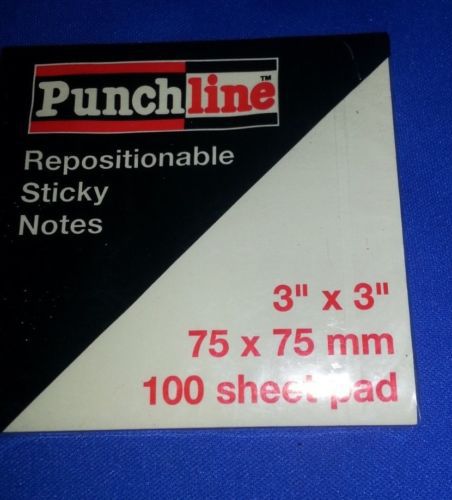 Punchline™
Repositionable
Sticky
Notes
3" x 3"
75 x 75 mm
100 sheet pad